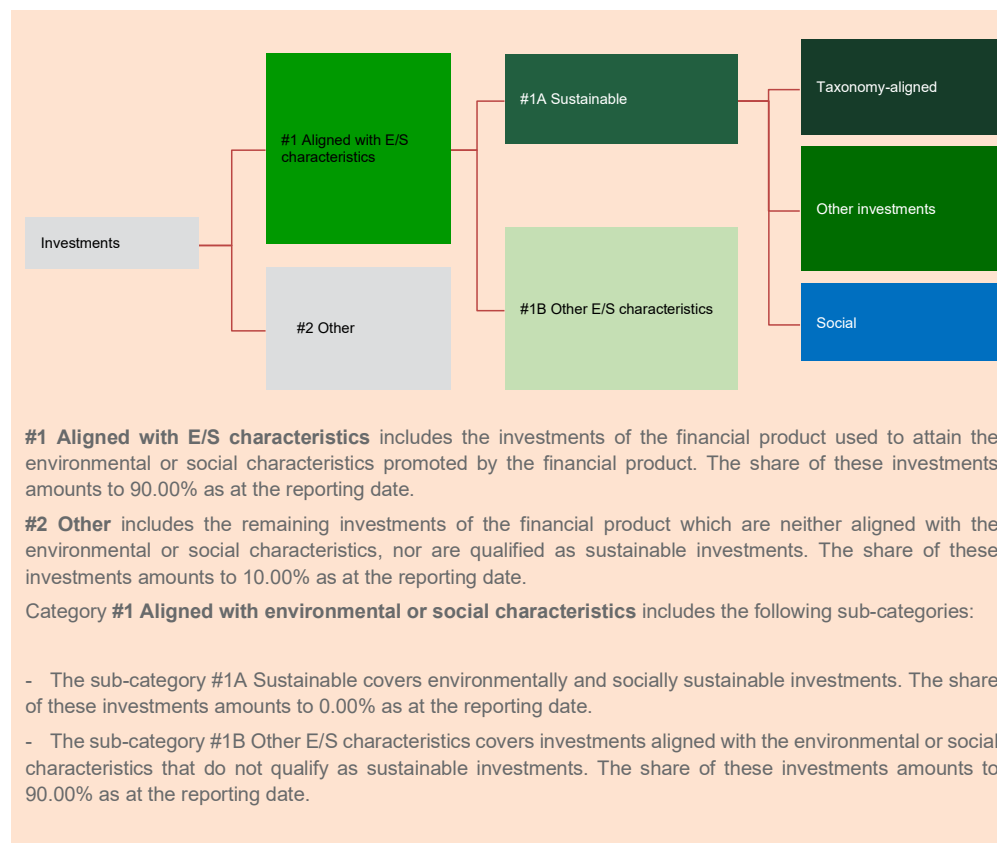 Taxonomy-aligned
#1A Sustainable
#1 Aligned with E/S
characteristics
Other investments
Investments
#1B Other E/S characteristics
#2 Other
Social
#1 Aligned with E/S characteristics includes the investments of the financial product used to attain the
environmental or social characteristics promoted by the financial product. The share of these investments
amounts to 90.00% as at the reporting date.
#2 Other includes the remaining investments of the financial product which are neither aligned with the
environmental or social characteristics, nor are qualified as sustainable investments. The share of these
investments amounts to 10.00% as at the reporting date.
Category #1 Aligned with environmental or social characteristics includes the following sub-categories:
- The sub-category #1A Sustainable covers environmentally and socially sustainable investments. The share
of these investments amounts to 0.00% as at the reporting date.
- The sub-category #1B Other E/S characteristics covers investments aligned with the environmental or social
characteristics that do not qualify as sustainable investments. The share of these investments amounts to
90.00% as at the reporting date.